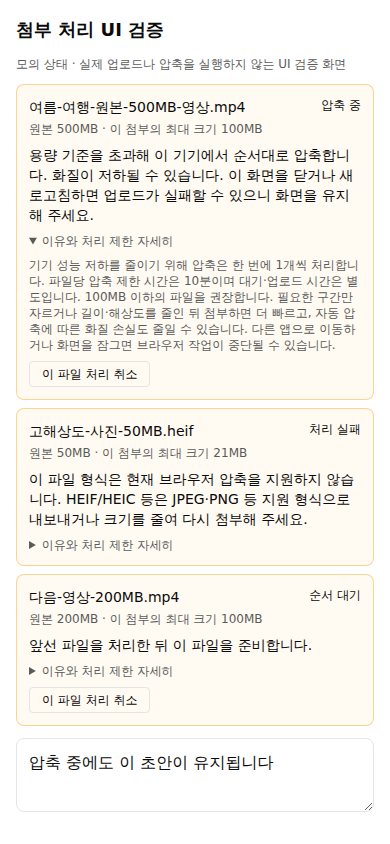 첨부 처리 UI 검증
모의 상태 · 실제 업로드나 압축을 실행하지 않는 UI 검증 화면
여름-여행-원본-500MB-영상.mp4 압축 중
원본 500MB · 이 첨부의 최대 크기 100MB
용량 기준을 초과해 이 기기에서 순서대로 압축합니
다. 화질이 저하될 수 있습니다. 이 화면을 닫거나 새
로고침하면 업로드가 실패할 수 있으니 화면을 유지
해 주세요.
▼ 이유와 처리 제한 자세히
기기 성능 저하를 줄이기 위해 압축은 한 번에 1개씩 처리합니
다. 파일당 압축 제한 시간은 10분이며 대기·업로드 시간은 별
도입니다. 100MB 이하의 파일을 권장합니다. 필요한 구간만
자르거나 길이·해상도를 줄인 뒤 첨부하면 더 빠르고, 자동 압
축에 따른 화질 손실도 줄일 수 있습니다. 다른 앱으로 이동하
거나 화면을 잠그면 브라우저 작업이 중단될 수 있습니다.
이 파일 처리 취소
고해상도-사진-50MB.heif 처리 실패
원본 50MB · 이 첨부의 최대 크기 21MB
이 파일 형식은 현재 브라우저 압축을 지원하지 않습
니다. HEIF/HEIC 등은 JPEG·PNG 등 지원 형식으로
내보내거나 크기를 줄여 다시 첨부해 주세요.
▶ 이유와 처리 제한 자세히
다음-영상-200MB.mp4 순서 대기
원본 200MB · 이 첨부의 최대 크기 100MB
앞선 파일을 처리한 뒤 이 파일을 준비합니다.
▶ 이유와 처리 제한 자세히
이 파일 처리 취소
압축 중에도 이 초안이 유지됩니다